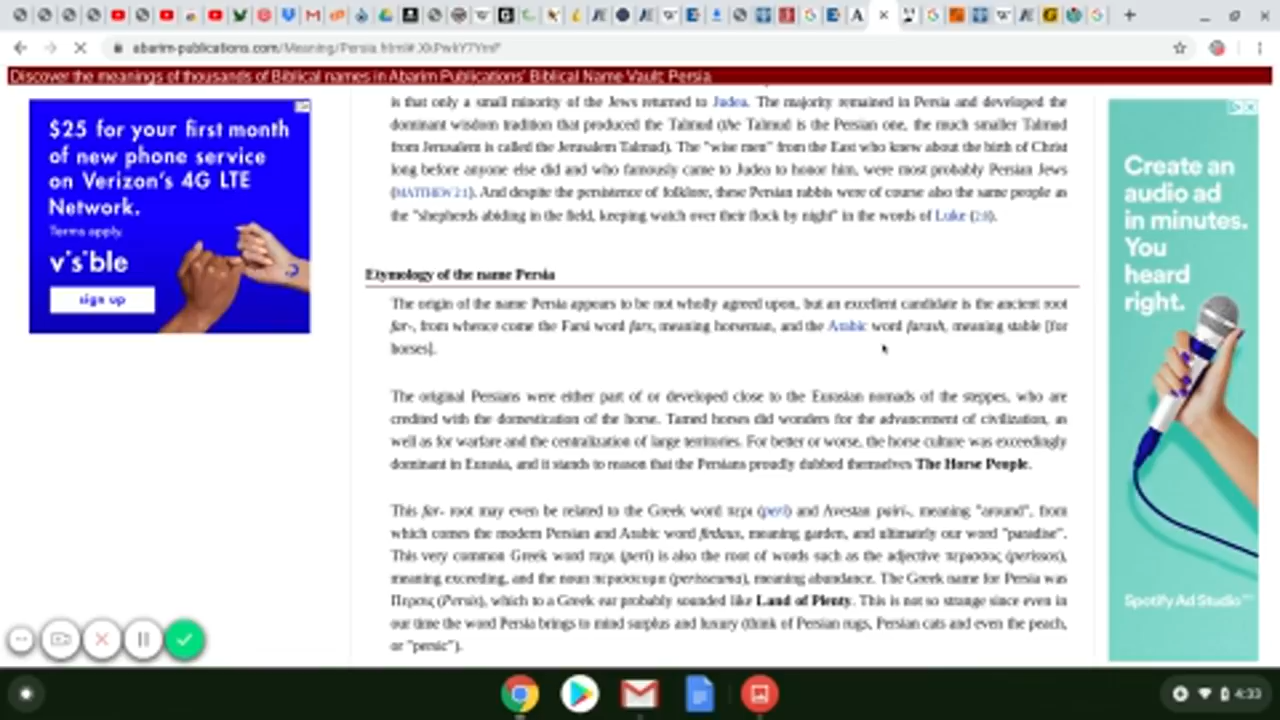 abarim-publications.com/Meaning/Persia.html#
Discover the meanings of thousands of Biblical names in Abarim Publications' Biblical Name Vault: Persia
$25 for your first month
of new phone service
on Verizon's 4G LTE
Network.
Terms apply.
v's'ble
sign up
is that only a small minority of the Jews returned to Judea. The majority remained in Persia and developed the
dominant wisdom tradition that produced the Talmud (the Talmud is the Persian one, the much smaller Talmud
from Jerusalem is called the Jerusalem Talmud). The "wise men" from the East who knew about the birth of Christ
long before anyone else did and who famously came to Judea to honor him, were most probably Persian Jews
(MATTHEW 2:1). And despite the persistence of folklore, these Persian rabbis were of course also the same people as
the "shepherds abiding in the field, keeping watch over their flock by night" in the words of Luke (2:8).
Etymology of the name Persia
The origin of the name Persia appears to be not wholly agreed upon, but an excellent candidate is the ancient root
far-, from whence come the Farsi word fars, meaning horseman, and the Arabic word farash, meaning stable [for
horses].
The original Persians were either part of or developed close to the Eurasian nomads of the steppes, who are
credited with the domestication of the horse. Tamed horses did wonders for the advancement of civilization, as
well as for warfare and the centralization of large territories. For better or worse, the horse culture was exceedingly
dominant in Eurasia, and it stands to reason that the Persians proudly dubbed themselves The Horse People.
This far- root may even be related to the Greek word περι (peri) and Avestan pairi-, meaning "around", from
which comes the modern Persian and Arabic word firdaus, meaning garden, and ultimately our word "paradise".
This very common Greek word περι (peri) is also the root of words such as the adjective περισσος (perissos),
meaning exceeding, and the noun περισσευμα (perisseuma), meaning abundance. The Greek name for Persia was
Περσις (Persis), which to a Greek ear probably sounded like Land of Plenty. This is not so strange since even in
our time the word Persia brings to mind surplus and luxury (think of Persian rugs, Persian cats and even the peach,
or "persic").
Create an
audio ad
in minutes.
You
heard
right.
Spotify Ad Studio
4:33